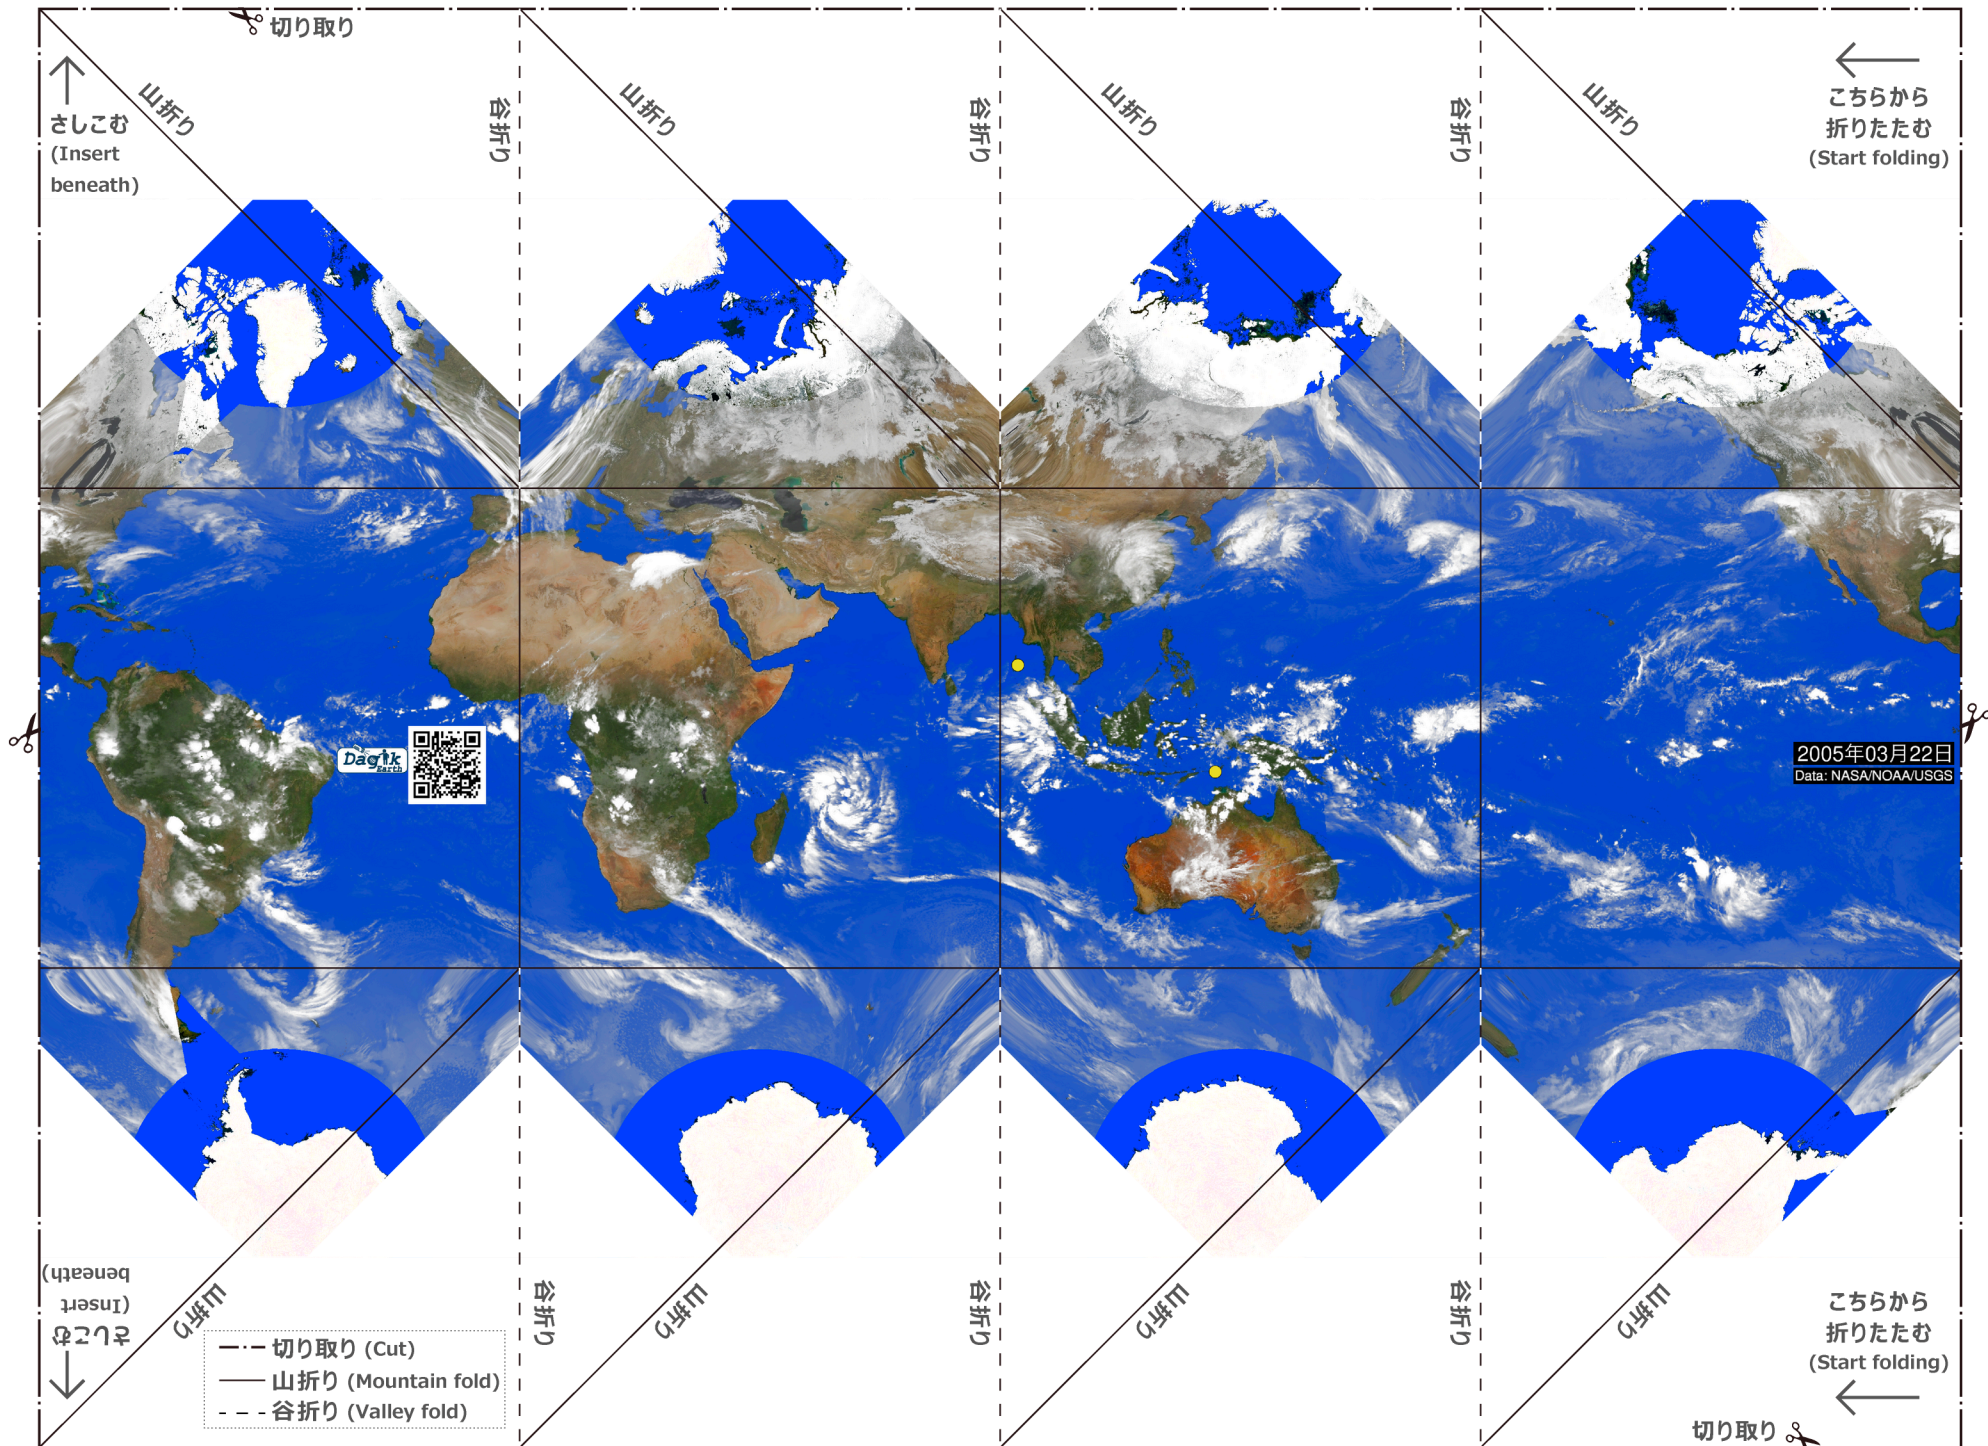 切り取り
山折り
山折り
山折り
山折り
谷折り
谷折り
谷折り
さしこむ
(Insert
beneath)
こちらから
折りたたむ
(Start folding)
Dagik
Earth
2005年03月22日
Data: NASA/NOAA/USGS
さしこむ
(Insert
beneath)
山折り
山折り
山折り
山折り
谷折り
谷折り
谷折り
こちらから
折りたたむ
(Start folding)
切り取り (Cut)
山折り (Mountain fold)
谷折り (Valley fold)
切り取り